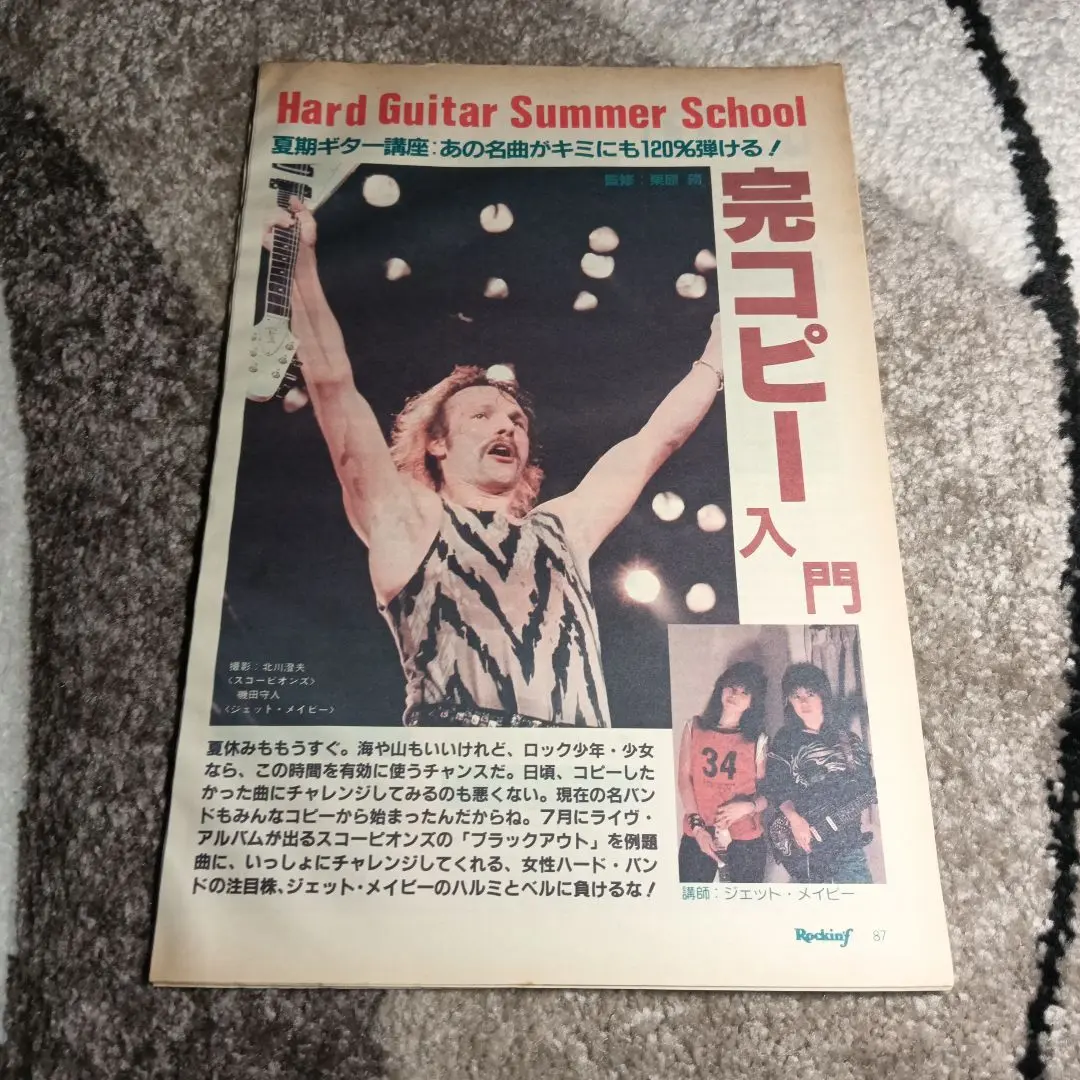 Hard Guitar Summer School
夏期ギター講座:あの名曲がキミにも120%弾ける!
監修:栗原
完コピー入門
撮影:北川澄夫
〈スコーピオンズ〉
磯田守人
〈ジェット・メイビー〉
夏休みももうすぐ。海や山もいいけれど、ロック少年・少女
なら、この時間を有効に使うチャンスだ。日頃、コピーした
かった曲にチャレンジしてみるのも悪くない。現在の名バン
ドもみんなコピーから始まったんだからね。7月にライヴ・
アルバムが出るスコーピオンズの「ブラックアウト」を例題
曲に、いっしょにチャレンジしてくれる、女性ハード・バン
ドの注目株、ジェット・メイビーのハルミとベルに負けるな!
34
講師:ジェット・メイビー
Rockin'f 87